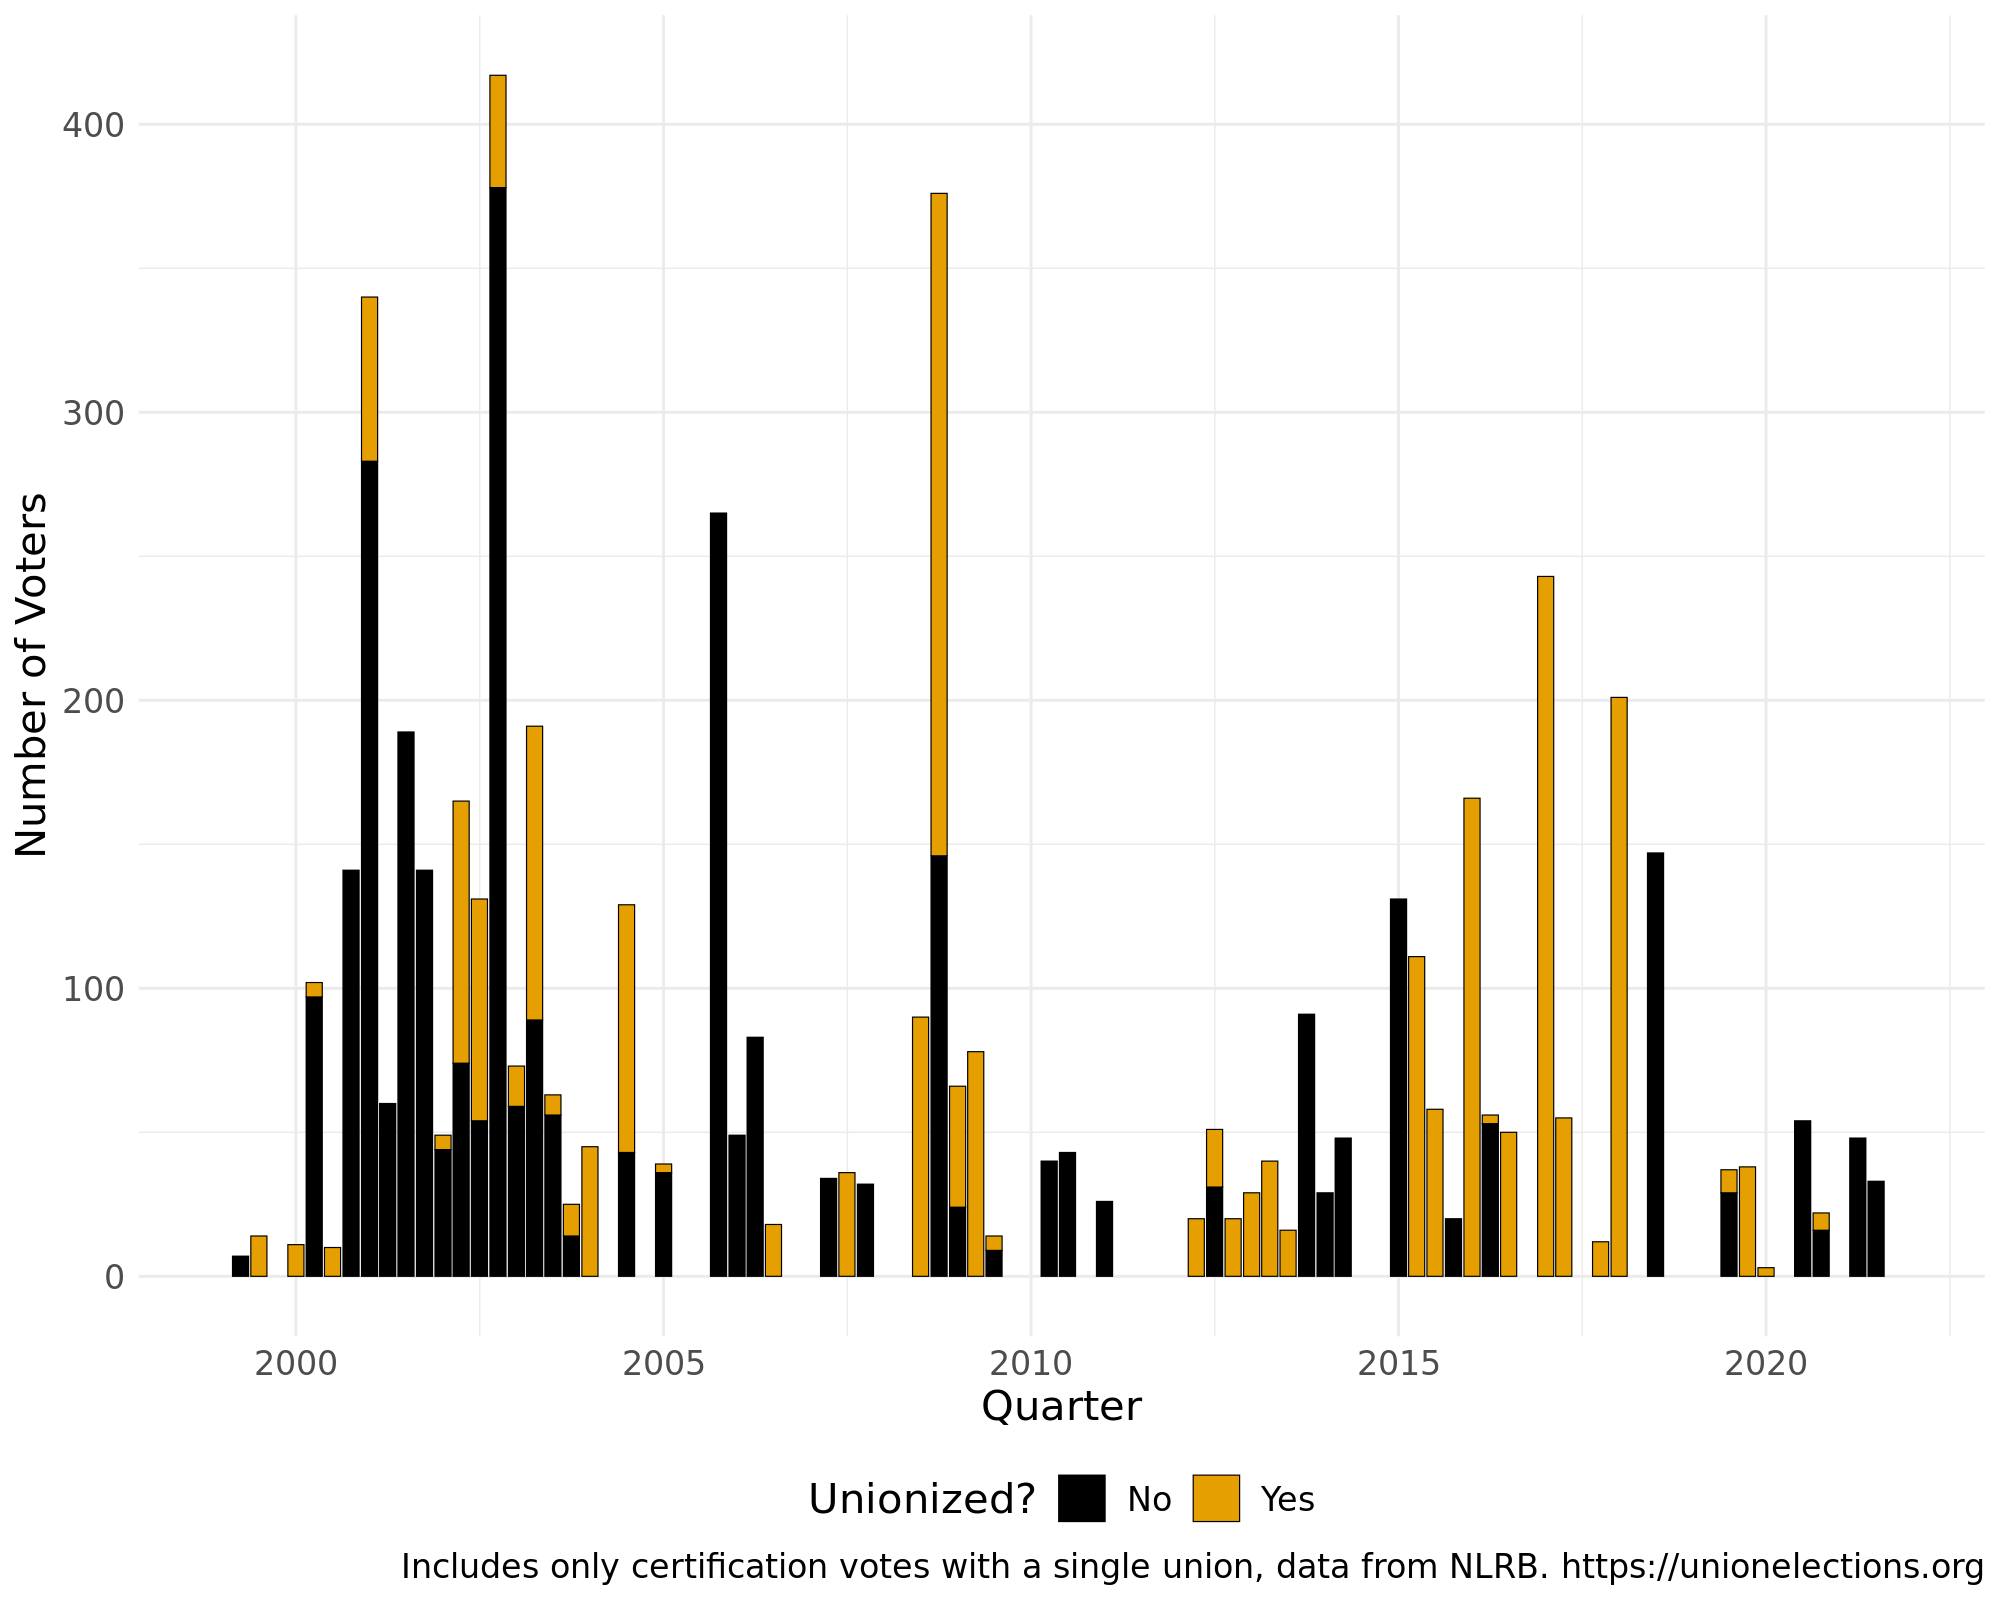 400
300
200
100
0
Number of Voters
2000 2005 2010 2015 2020
Quarter
Unionized? No Yes
Includes only certification votes with a single union, data from NLRB. https://unionelections.org